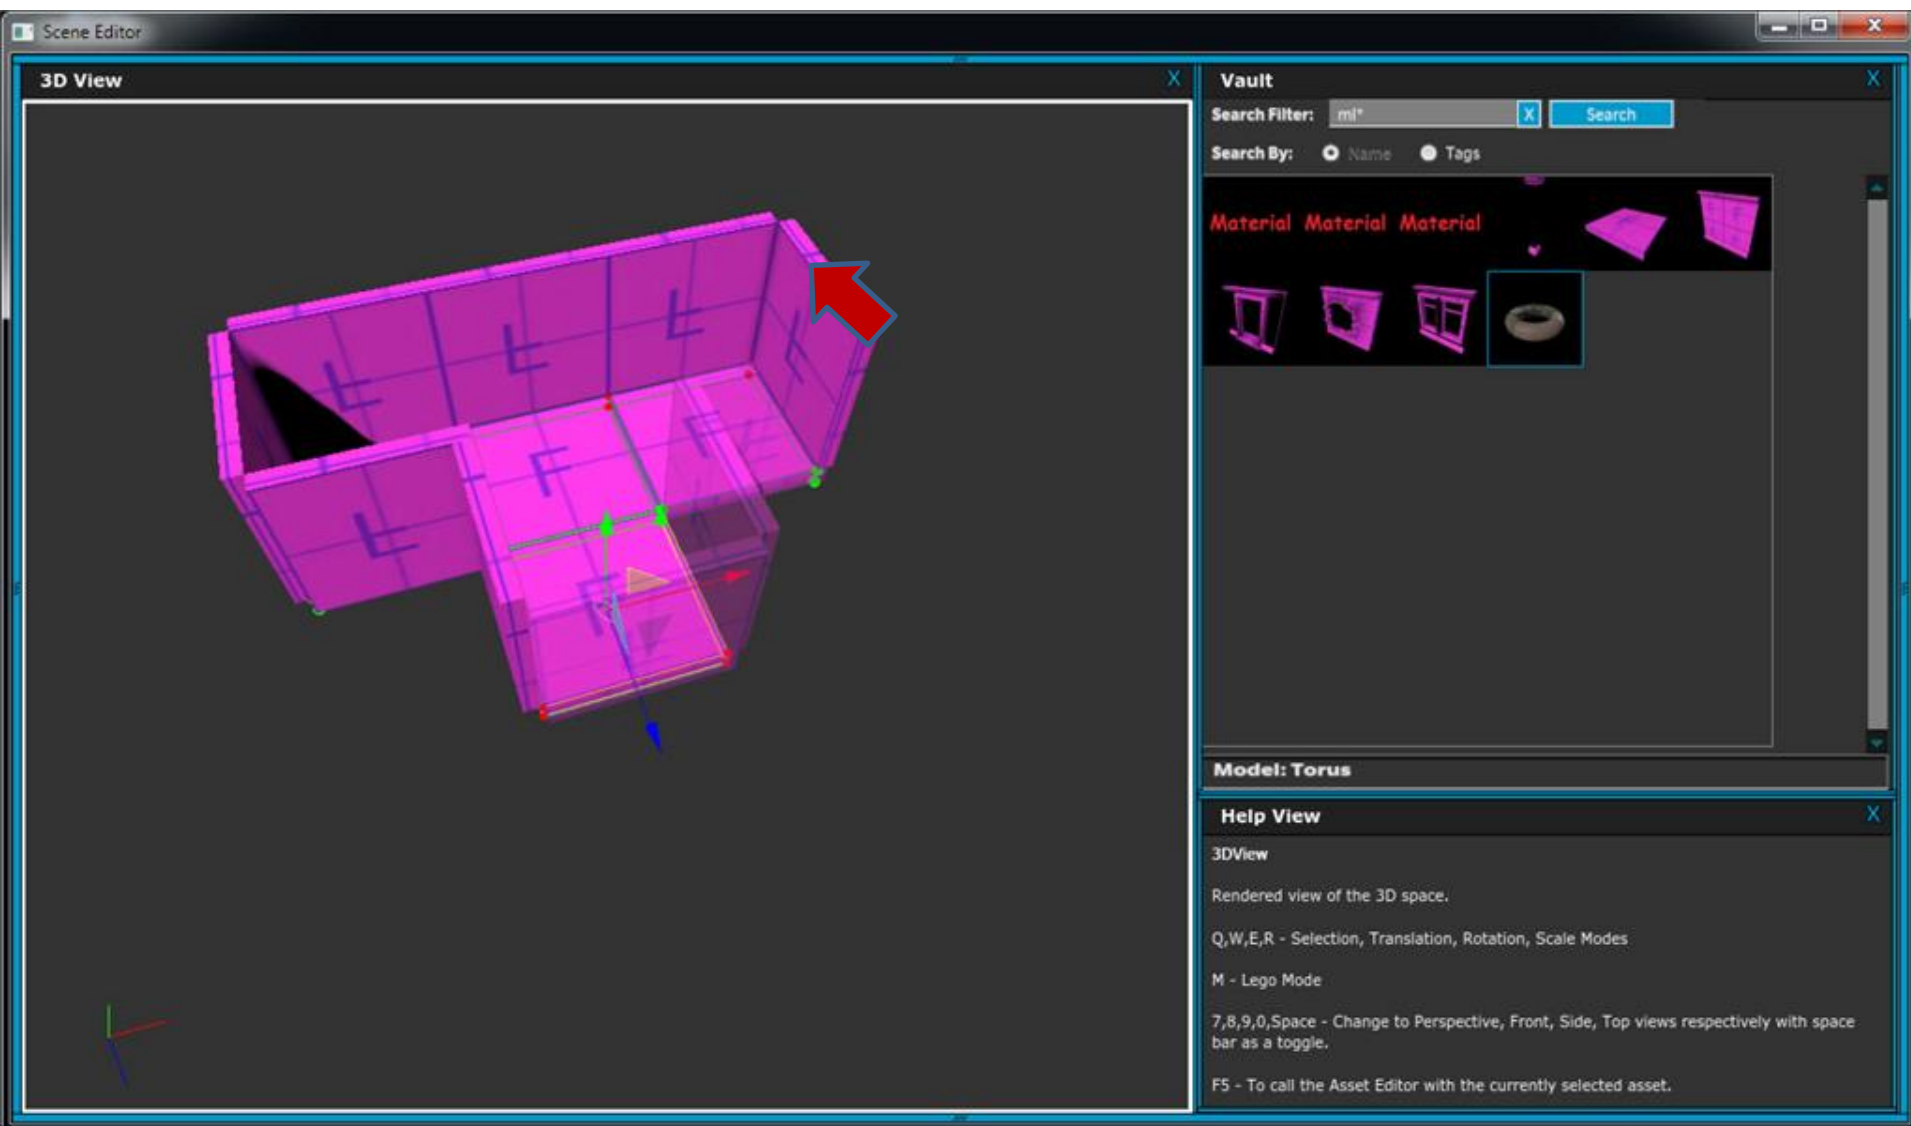 Scene Editor
3D View X
Vault X
Search Filter: ml* X Search
Search By: Name Tags
Material Material Material
Model: Torus
Help View X
3DView
Rendered view of the 3D space.
Q,W,E,R - Selection, Translation, Rotation, Scale Modes
M - Lego Mode
7,8,9,0,Space - Change to Perspective, Front, Side, Top views respectively with space
bar as a toggle.
F5 - To call the Asset Editor with the currently selected asset.